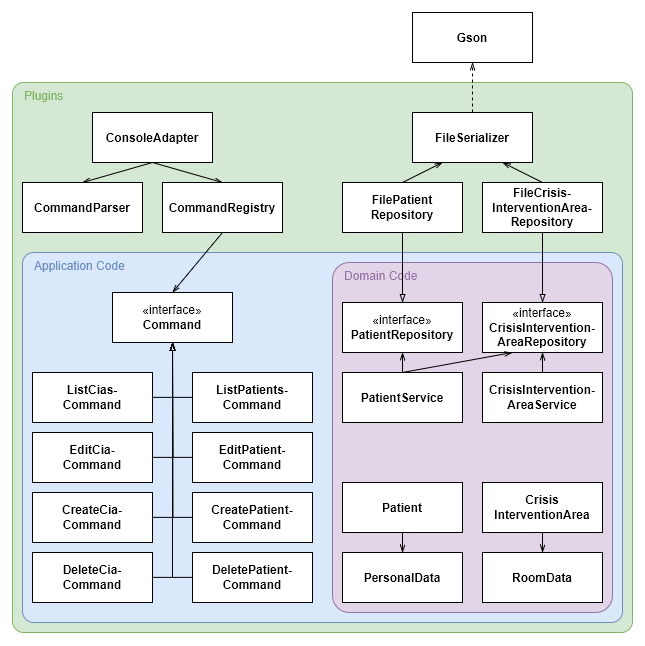 Gson
Plugins
ConsoleAdapter
FileSerializer
CommandParser
CommandRegistry
FilePatient
Repository
FileCrisis-
InterventionArea-
Repository
Application Code
Domain Code
«interface»
Command
«interface»
PatientRepository
«interface»
CrisisIntervention-
AreaRepository
ListCias-
Command
ListPatients-
Command
PatientService
CrisisIntervention-
AreaService
EditCia-
Command
EditPatient-
Command
CreateCia-
Command
CreatePatient-
Command
Patient
Crisis
InterventionArea
DeleteCia-
Command
DeletePatient-
Command
PersonalData
RoomData